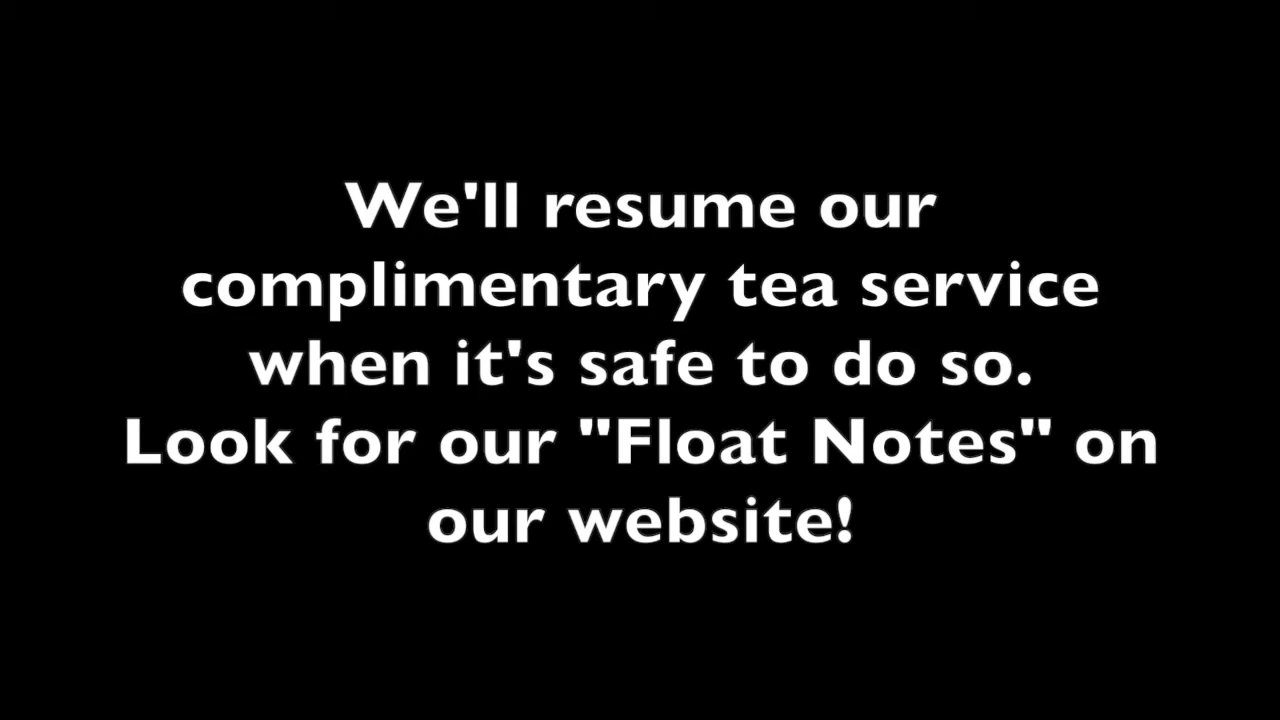 We'll resume our
complimentary tea service
when it's safe to do so.
Look for our "Float Notes" on
our website!